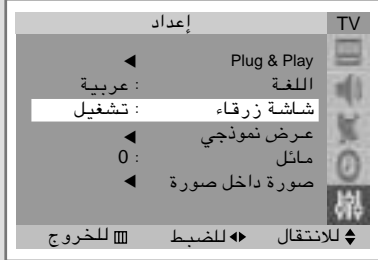 TV إعداد
Plug & Play ◀
اللغة : عربية
شاشة زرقاء : تشغيل
عرض نموذجي ◀
مائل : 0
صورة داخل صورة ◀
للانتقال للضبط للخروج